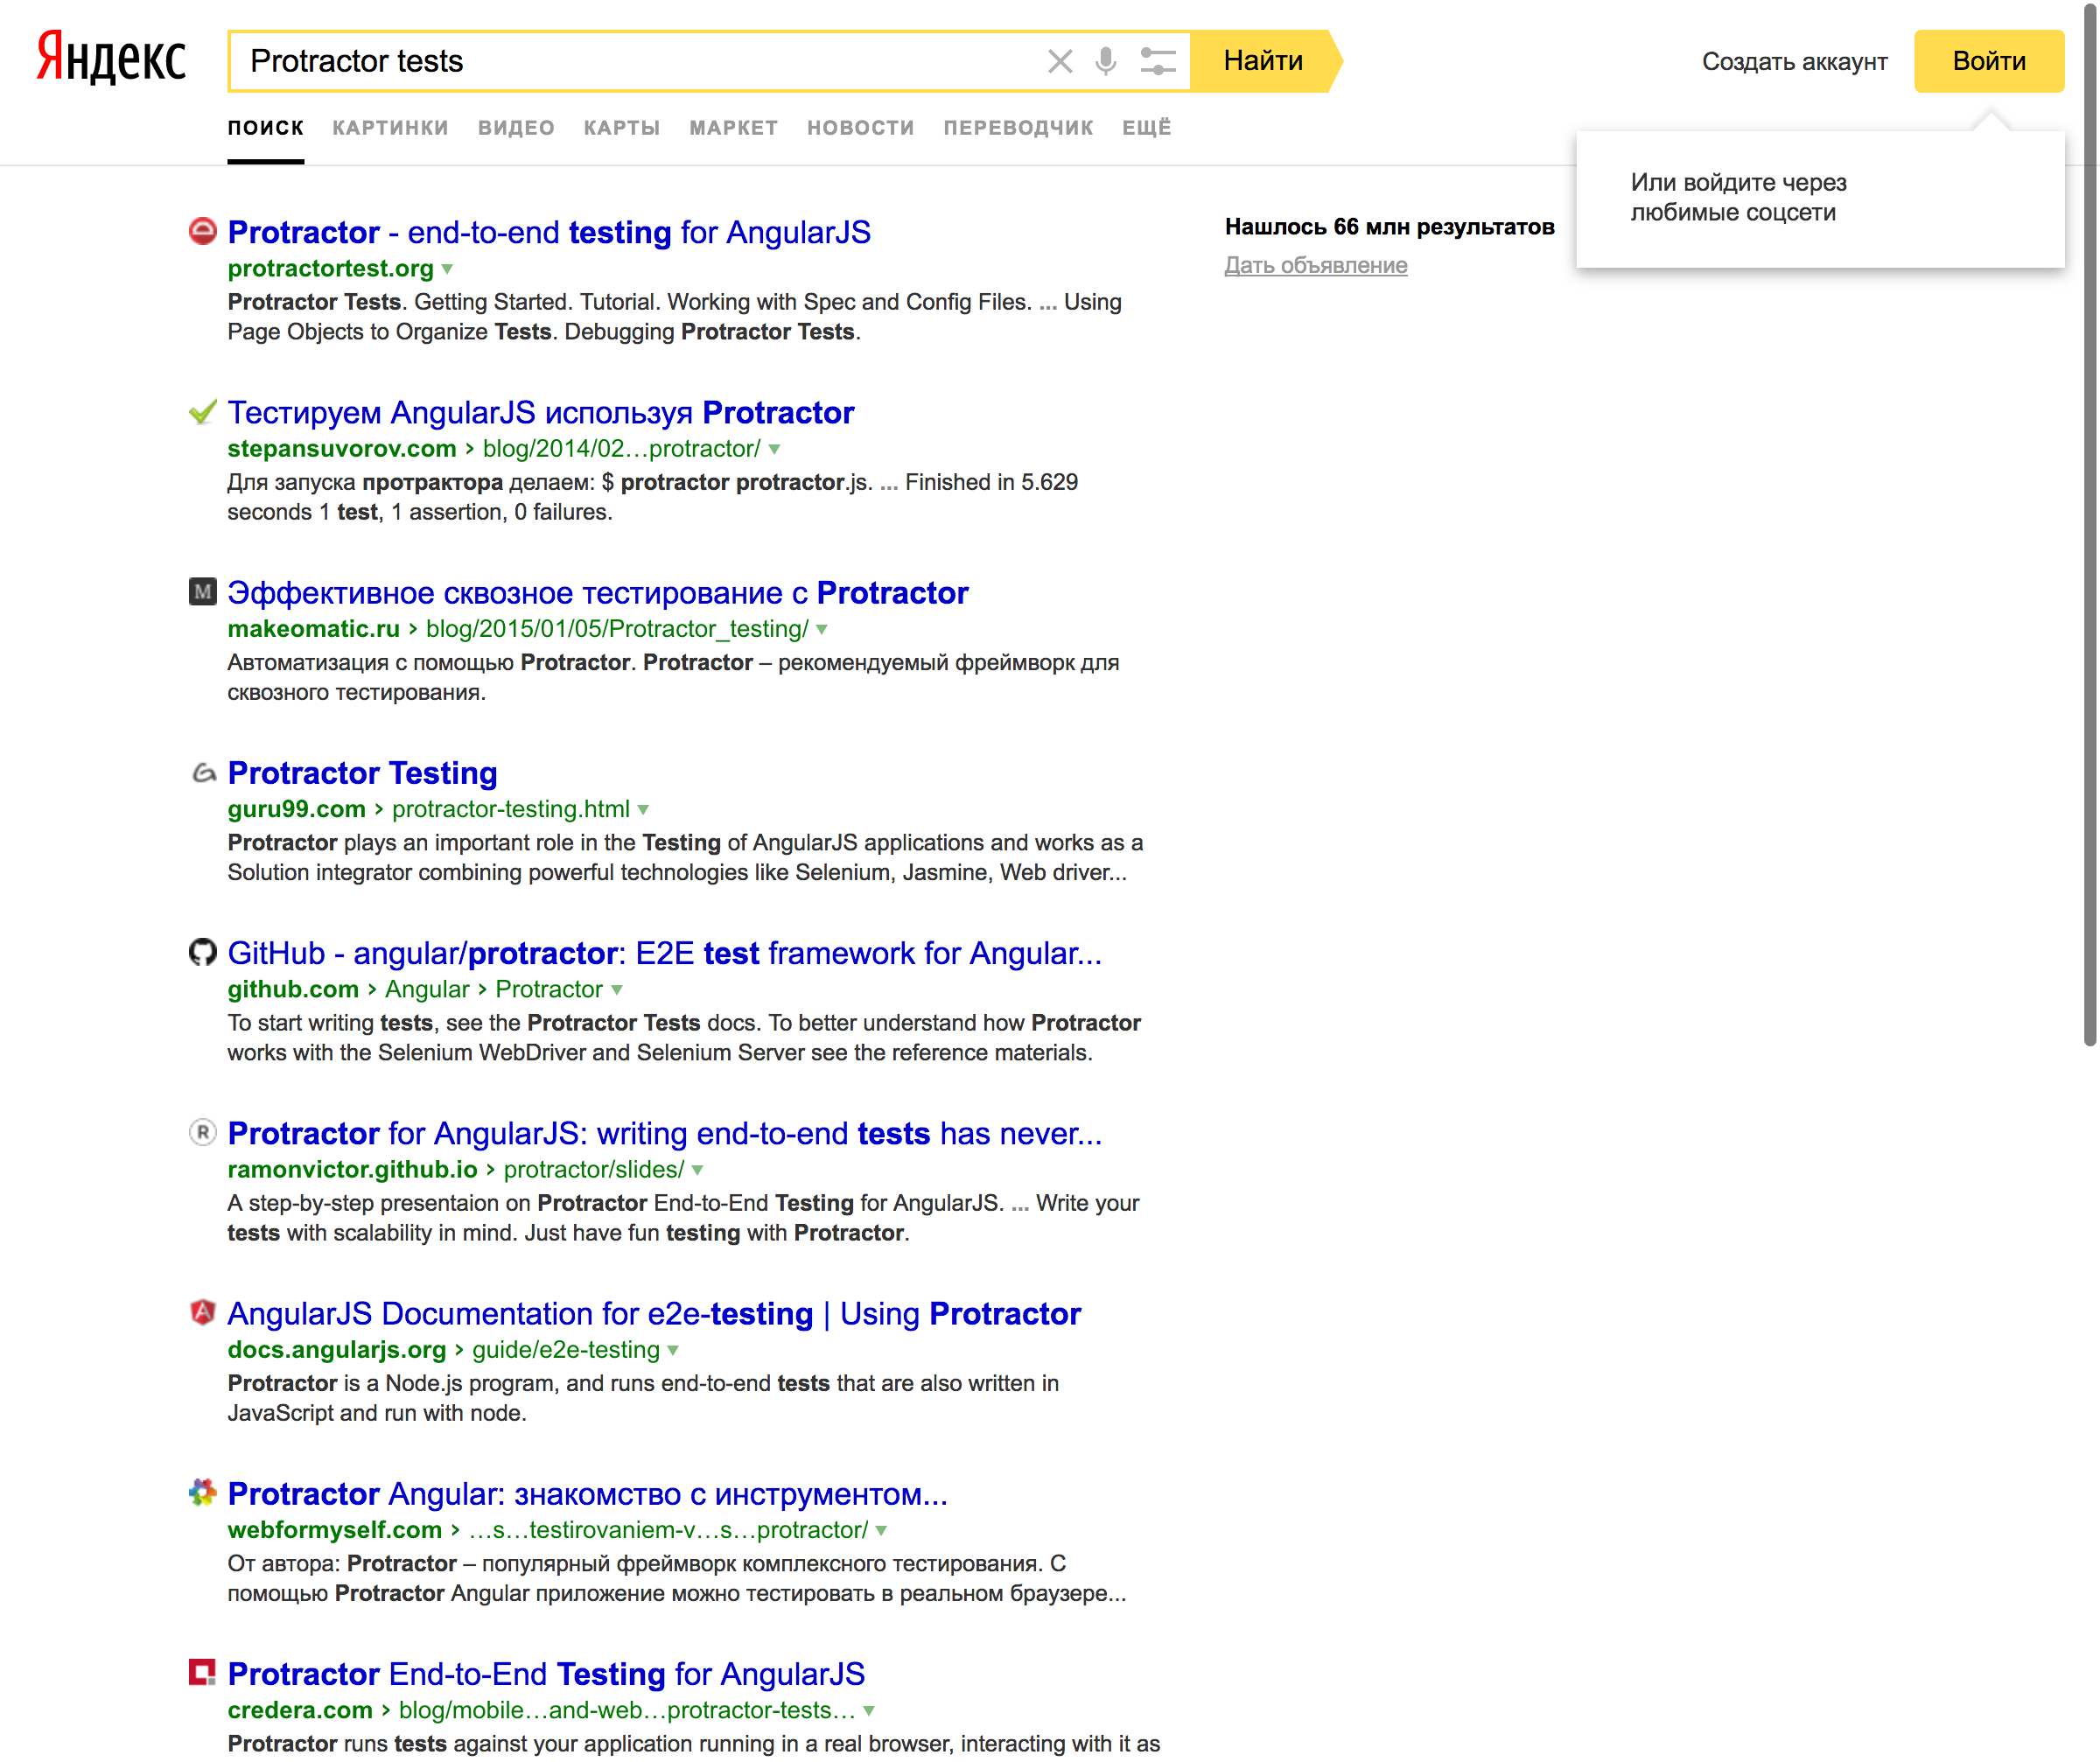 Яндекс
Protractor tests
Найти
Создать аккаунт
Войти
ПОИСК КАРТИНКИ ВИДЕО КАРТЫ МАРКЕТ НОВОСТИ ПЕРЕВОДЧИК ЕЩЁ
Или войдите через
любимые соцсети
Нашлось 66 млн результатов
Дать объявление
Protractor - end-to-end testing for AngularJS
protractortest.org
Protractor Tests. Getting Started. Tutorial. Working with Spec and Config Files. ... Using
Page Objects to Organize Tests. Debugging Protractor Tests.
Тестируем AngularJS используя Protractor
stepansuvorov.com › blog/2014/02…protractor/
Для запуска протрактора делаем: $ protractor protractor.js. ... Finished in 5.629
seconds 1 test, 1 assertion, 0 failures.
M
Эффективное сквозное тестирование с Protractor
makeomatic.ru › blog/2015/01/05/Protractor_testing/
Автоматизация с помощью Protractor. Protractor – рекомендуемый фреймворк для
сквозного тестирования.
Protractor Testing
guru99.com › protractor-testing.html
Protractor plays an important role in the Testing of AngularJS applications and works as a
Solution integrator combining powerful technologies like Selenium, Jasmine, Web driver...
GitHub - angular/protractor: E2E test framework for Angular...
github.com › Angular › Protractor
To start writing tests, see the Protractor Tests docs. To better understand how Protractor
works with the Selenium WebDriver and Selenium Server see the reference materials.
R
Protractor for AngularJS: writing end-to-end tests has never...
ramonvictor.github.io › protractor/slides/
A step-by-step presentaion on Protractor End-to-End Testing for AngularJS. ... Write your
tests with scalability in mind. Just have fun testing with Protractor.
A
AngularJS Documentation for e2e-testing | Using Protractor
docs.angularjs.org › guide/e2e-testing
Protractor is a Node.js program, and runs end-to-end tests that are also written in
JavaScript and run with node.
Protractor Angular: знакомство с инструментом...
webformyself.com › …s…testirovaniem-v…s…protractor/
От автора: Protractor – популярный фреймворк комплексного тестирования. С
помощью Protractor Angular приложение можно тестировать в реальном браузере...
Protractor End-to-End Testing for AngularJS
credera.com › blog/mobile…and-web…protractor-tests…
Protractor runs tests against your application running in a real browser, interacting with it as